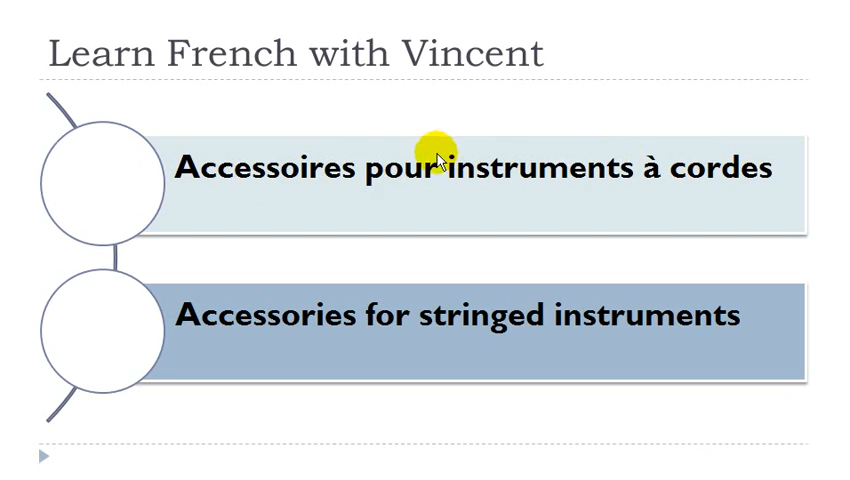 Learn French with Vincent
Accessoires pour instruments à cordes
Accessories for stringed instruments